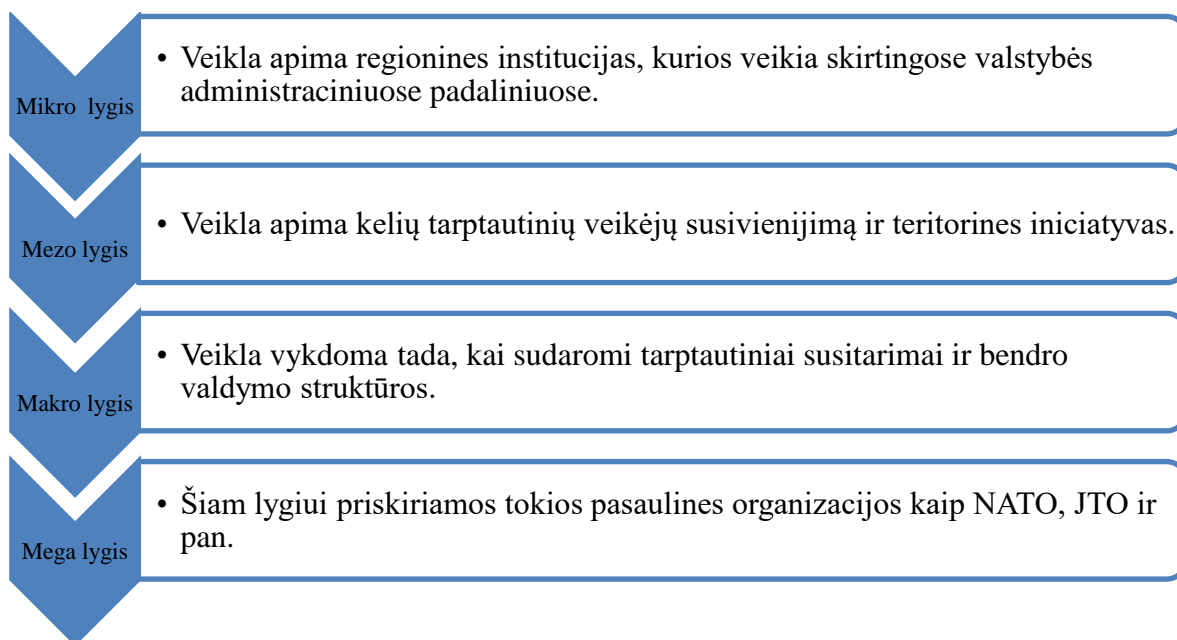 Mikro lygis
• Veikla apima regionines institucijas, kurios veikia skirtingose valstybės
administraciniuose padaliniuose.
Mezo lygis
• Veikla apima kelių tarptautinių veikėjų susivienijimą ir teritorines iniciatyvas.
Makro lygis
• Veikla vykdoma tada, kai sudaromi tarptautiniai susitarimai ir bendro
valdymo struktūros.
Mega lygis
• Šiam lygiui priskiriamos tokios pasaulines organizacijos kaip NATO, JTO ir
pan.